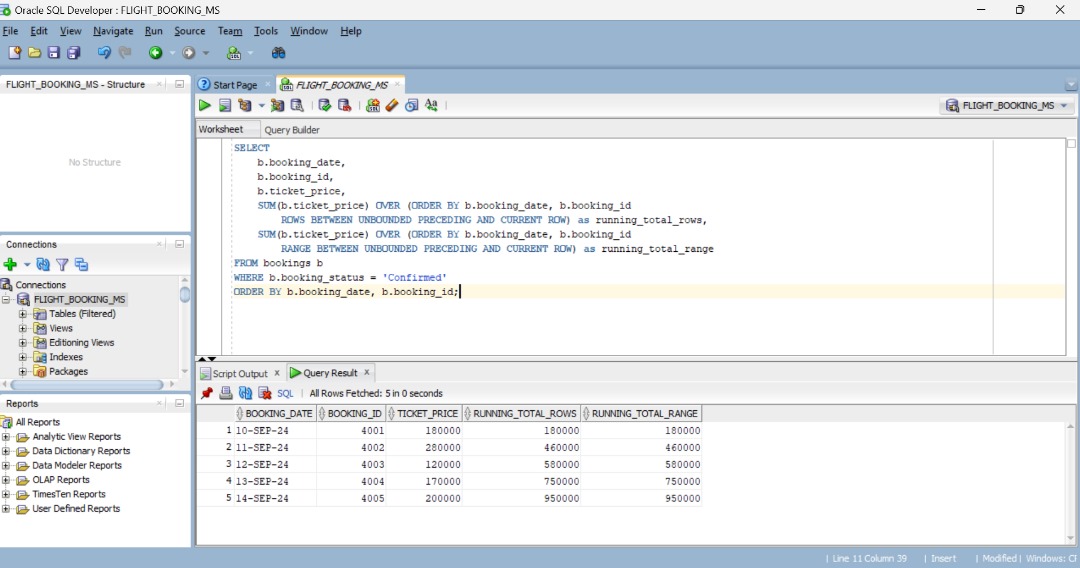 Oracle SQL Developer : FLIGHT_BOOKING_MS
File Edit View Navigate Run Source Team Tools Window Help
FLIGHT_BOOKING_MS - Structure
No Structure
Connections
Connections
FLIGHT_BOOKING_MS
Tables (Filtered)
Views
Editioning Views
Indexes
Packages
Reports
All Reports
Analytic View Reports
Data Dictionary Reports
Data Modeler Reports
OLAP Reports
TimesTen Reports
User Defined Reports
Start Page FLIGHT_BOOKING_MS
FLIGHT_BOOKING_MS
Worksheet Query Builder
SELECT
b.booking_date,
b.booking_id,
b.ticket_price,
SUM(b.ticket_price) OVER (ORDER BY b.booking_date, b.booking_id
ROWS BETWEEN UNBOUNDED PRECEDING AND CURRENT ROW) as running_total_rows,
SUM(b.ticket_price) OVER (ORDER BY b.booking_date, b.booking_id
RANGE BETWEEN UNBOUNDED PRECEDING AND CURRENT ROW) as running_total_range
FROM bookings b
WHERE b.booking_status = 'Confirmed'
ORDER BY b.booking_date, b.booking_id;
Script Output x Query Result x
SQL | All Rows Fetched: 5 in 0 seconds
BOOKING_DATE BOOKING_ID TICKET_PRICE RUNNING_TOTAL_ROWS RUNNING_TOTAL_RANGE
1 10-SEP-24 4001 180000 180000 180000
2 11-SEP-24 4002 280000 460000 460000
3 12-SEP-24 4003 120000 580000 580000
4 13-SEP-24 4004 170000 750000 750000
5 14-SEP-24 4005 200000 950000 950000
| Line 11 Column 39 | Insert | Modified | Windows: C